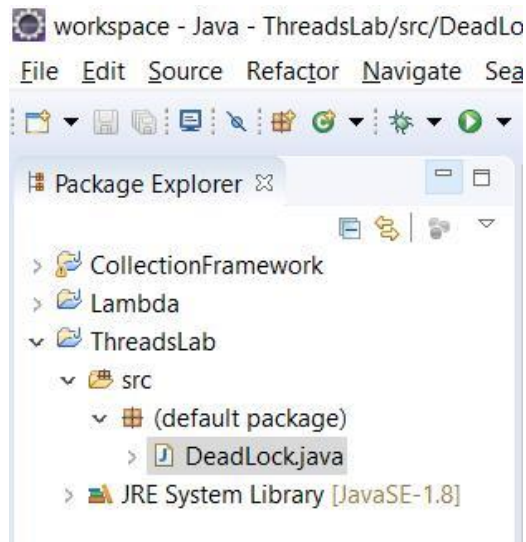 workspace - Java - ThreadsLab/src/DeadLo
File Edit Source Refactor Navigate Sea
Package Explorer
CollectionFramework
Lambda
ThreadsLab
src
(default package)
DeadLock.java
JRE System Library [JavaSE-1.8]